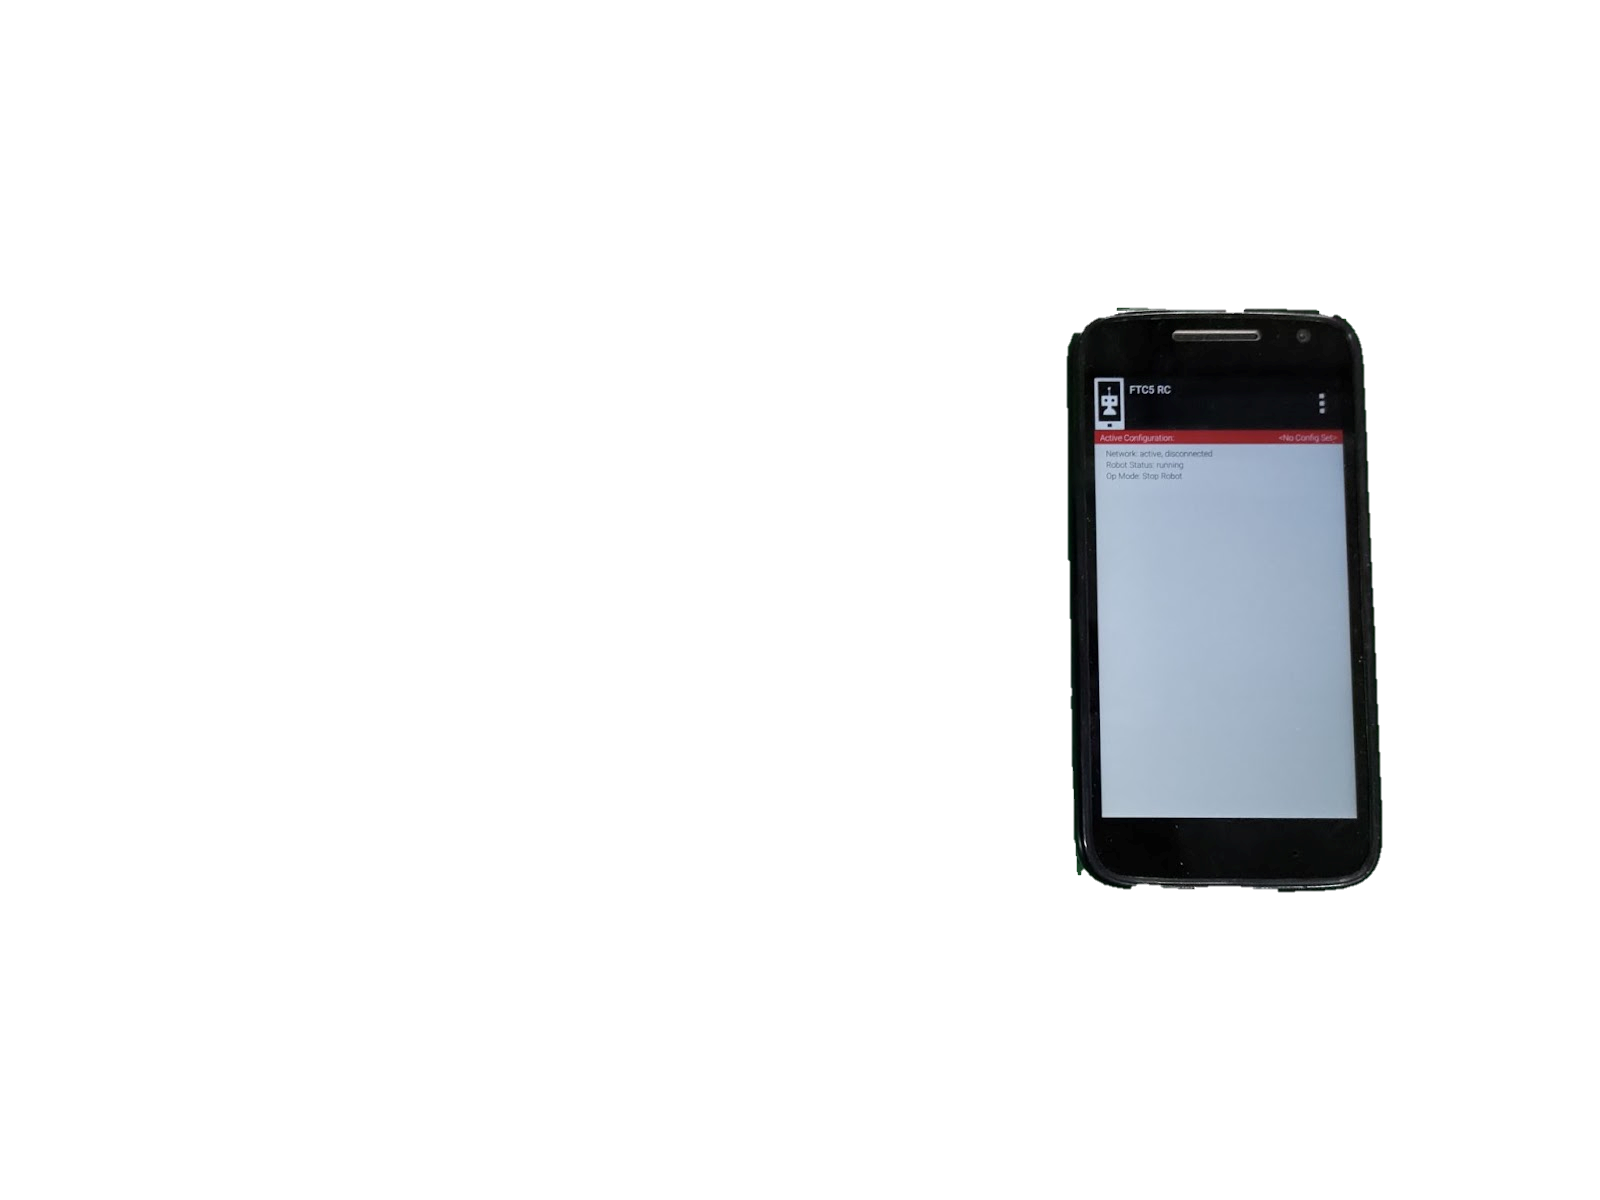 FTC5 RC
Active Configuration: <No Config Set>
Network: active, disconnected
Robot Status: running
Op Mode: Stop Robot